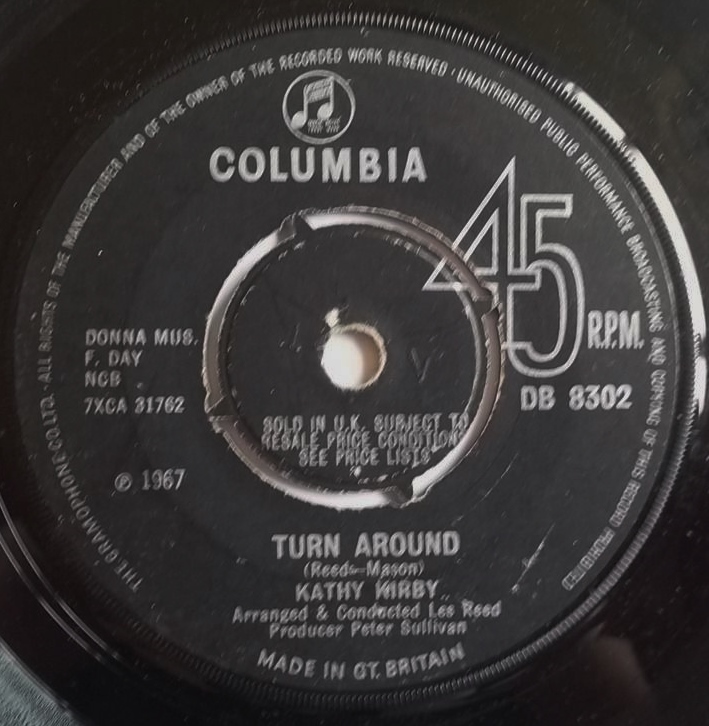 THE GRAMOPHONE CO LTD. · ALL RIGHTS OF THE MANUFACTURER AND OF THE OWNER OF THE RECORDED WORK RESERVED · UNAUTHORISED PUBLIC PERFORMANCE BROADCASTING AND COPYING OF THIS RECORD PROHIBITED
COLUMBIA
45
R.P.M.
DONNA MUS.
F. DAY
NCB
7XCA 31762
DB 8302
SOLD IN U.K. SUBJECT TO
RESALE PRICE CONDITIONS
SEE PRICE LISTS
℗ 1967
TURN AROUND
(Reed—Mason)
KATHY KIRBY
Arranged & Conducted Les Reed
Producer Peter Sullivan
MADE IN GT. BRITAIN